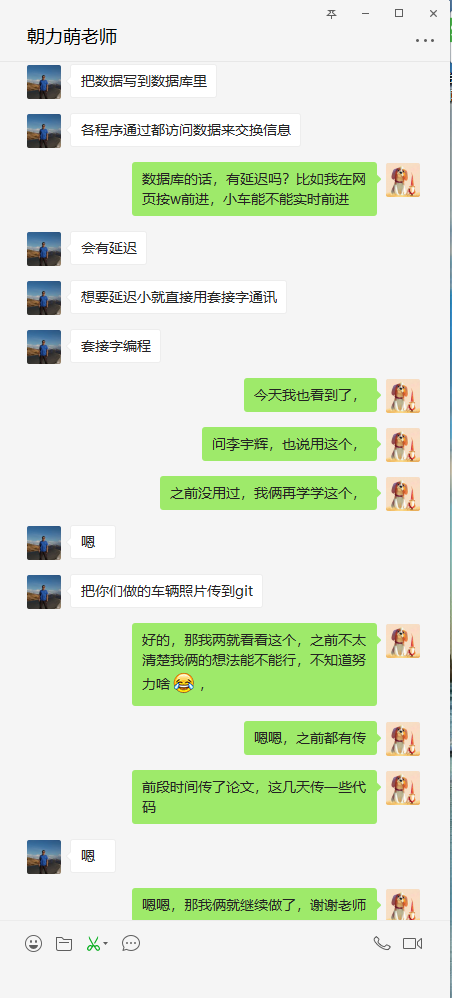 朝力萌老师
把数据写到数据库里
各程序通过都访问数据来交换信息
数据库的话，有延迟吗？比如我在网
页按w前进，小车能不能实时前进
会有延迟
想要延迟小就直接用套接字通讯
套接字编程
今天我也看到了，
问李宇辉，也说用这个，
之前没用过，我俩再学学这个，
嗯
把你们做的车辆照片传到git
好的，那我两就看看这个，之前不太
清楚我俩的想法能不能行，不知道努
力啥😂，
嗯嗯，之前都有传
前段时间传了论文，这几天传一些代
码
嗯
嗯嗯，那我俩就继续做了，谢谢老师